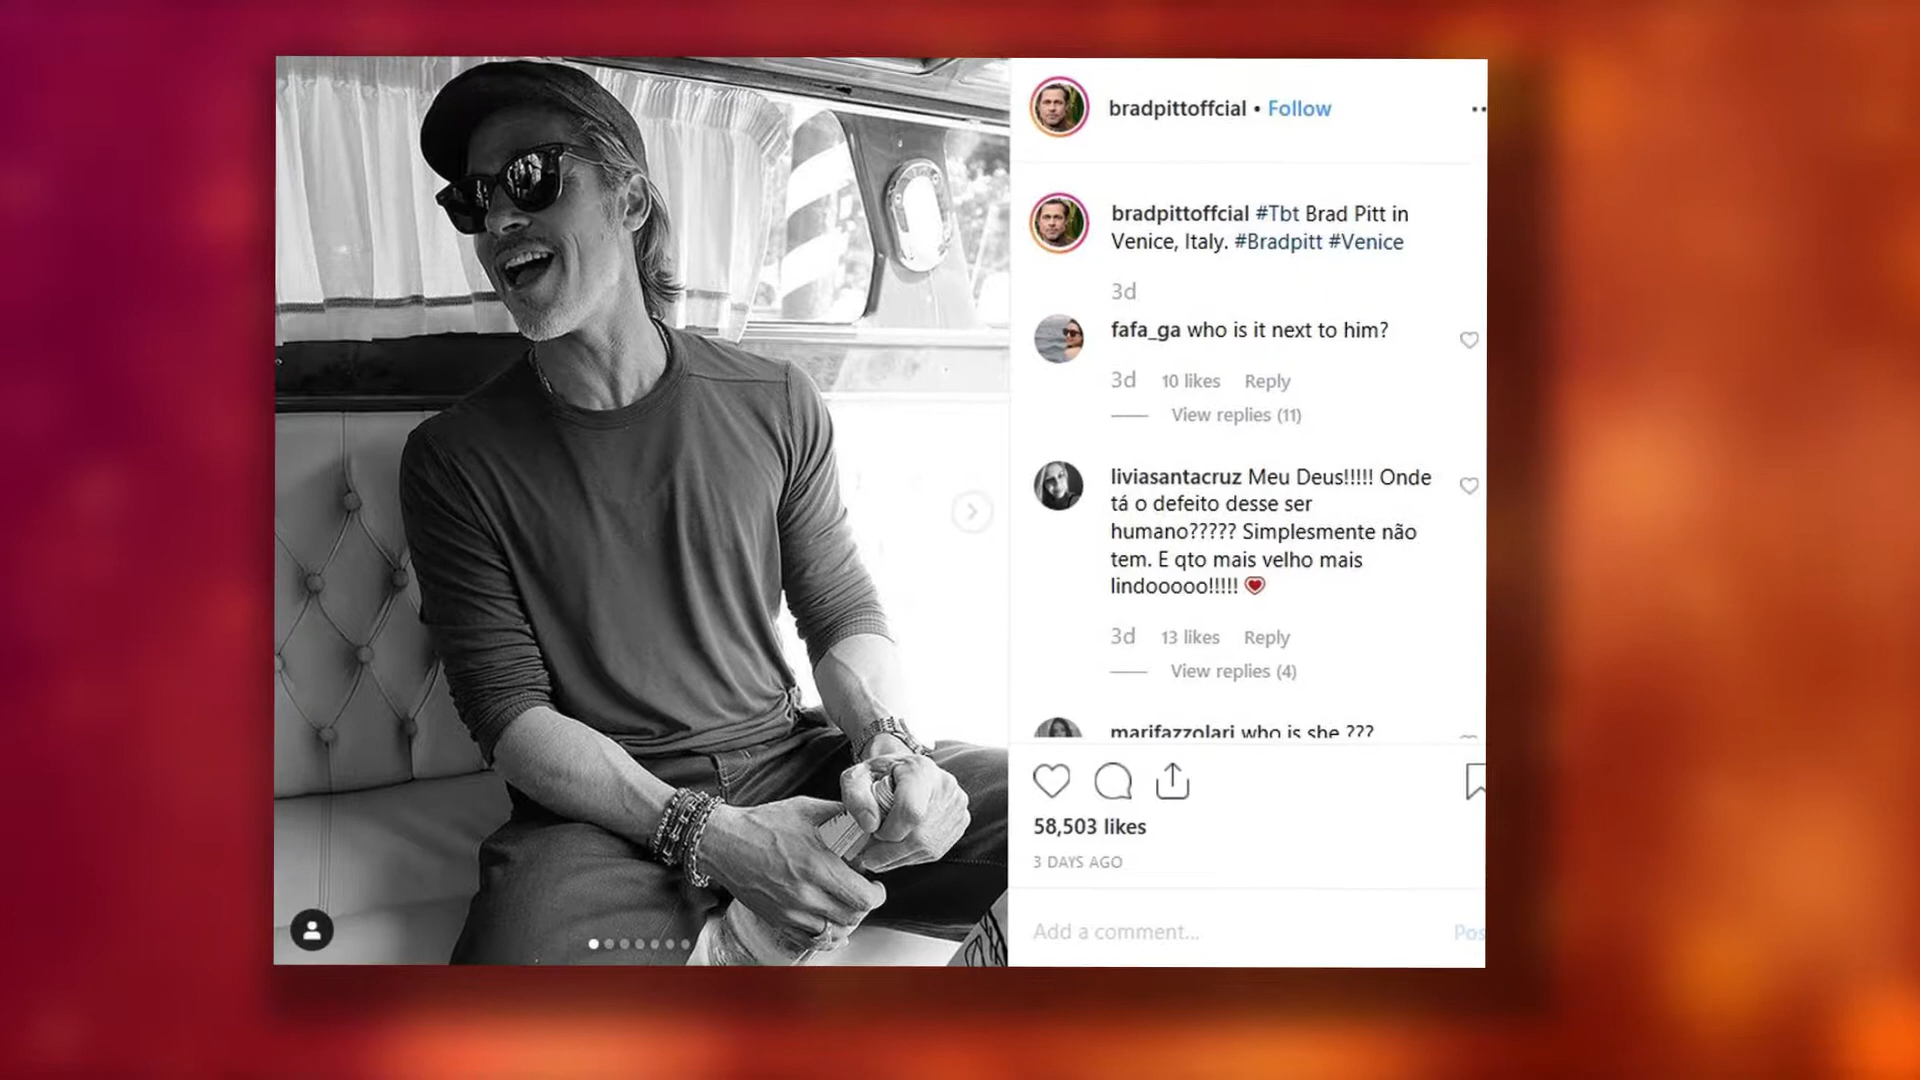 bradpittoffcial • Follow
bradpittoffcial #Tbt Brad Pitt in
Venice, Italy. #Bradpitt #Venice
3d
fafa_ga who is it next to him?
3d 10 likes Reply
View replies (11)
liviasantacruz Meu Deus!!!!! Onde
tá o defeito desse ser
humano????? Simplesmente não
tem. E qto mais velho mais
lindooooo!!!!! 
3d 13 likes Reply
View replies (4)
marifazzolari who is she ???
58,503 likes
3 DAYS AGO
Add a comment...
Pos